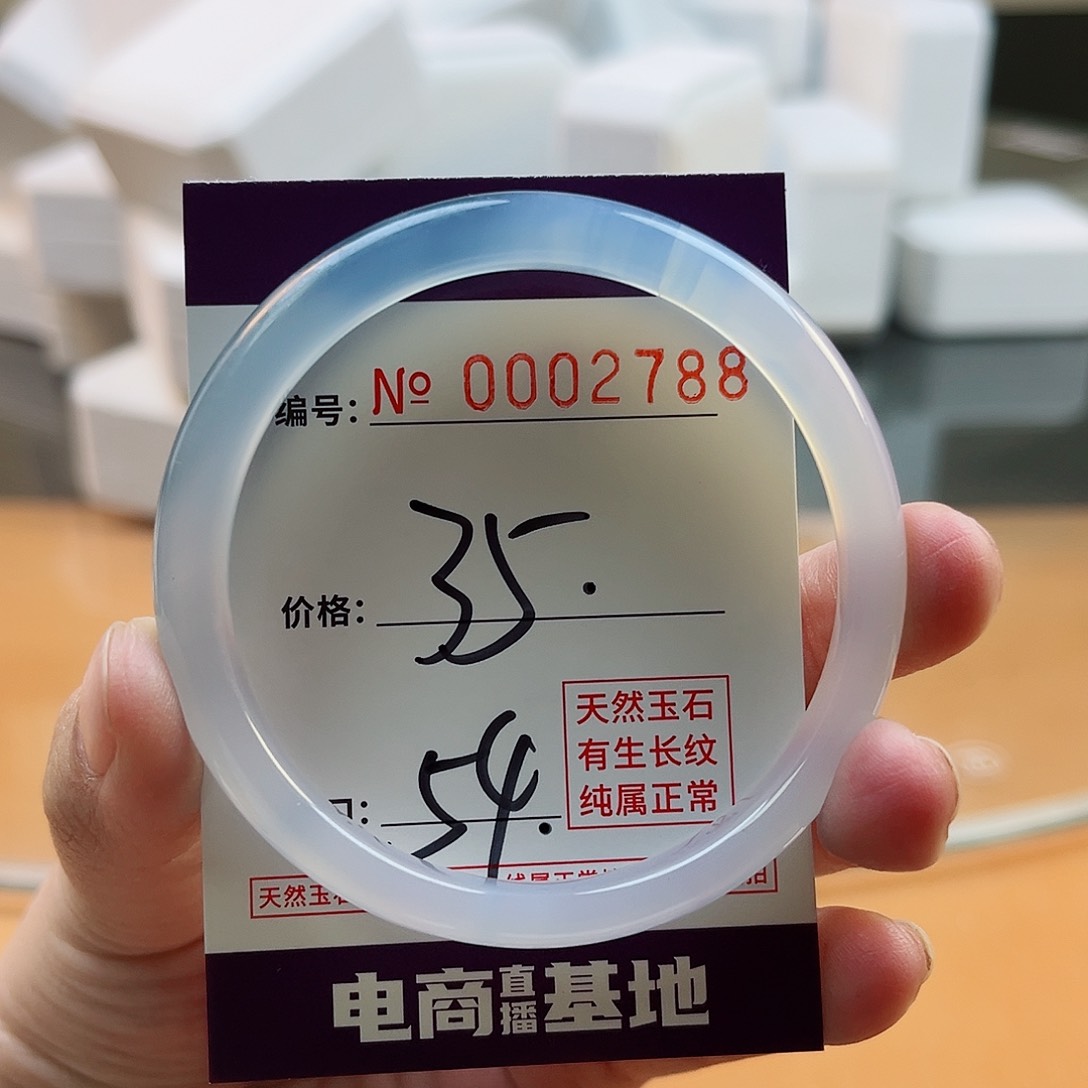 编号: № 0002788
价格: 35.
口: 54.
天然玉石
有生长纹
纯属正常
天然玉石
电商直播基地